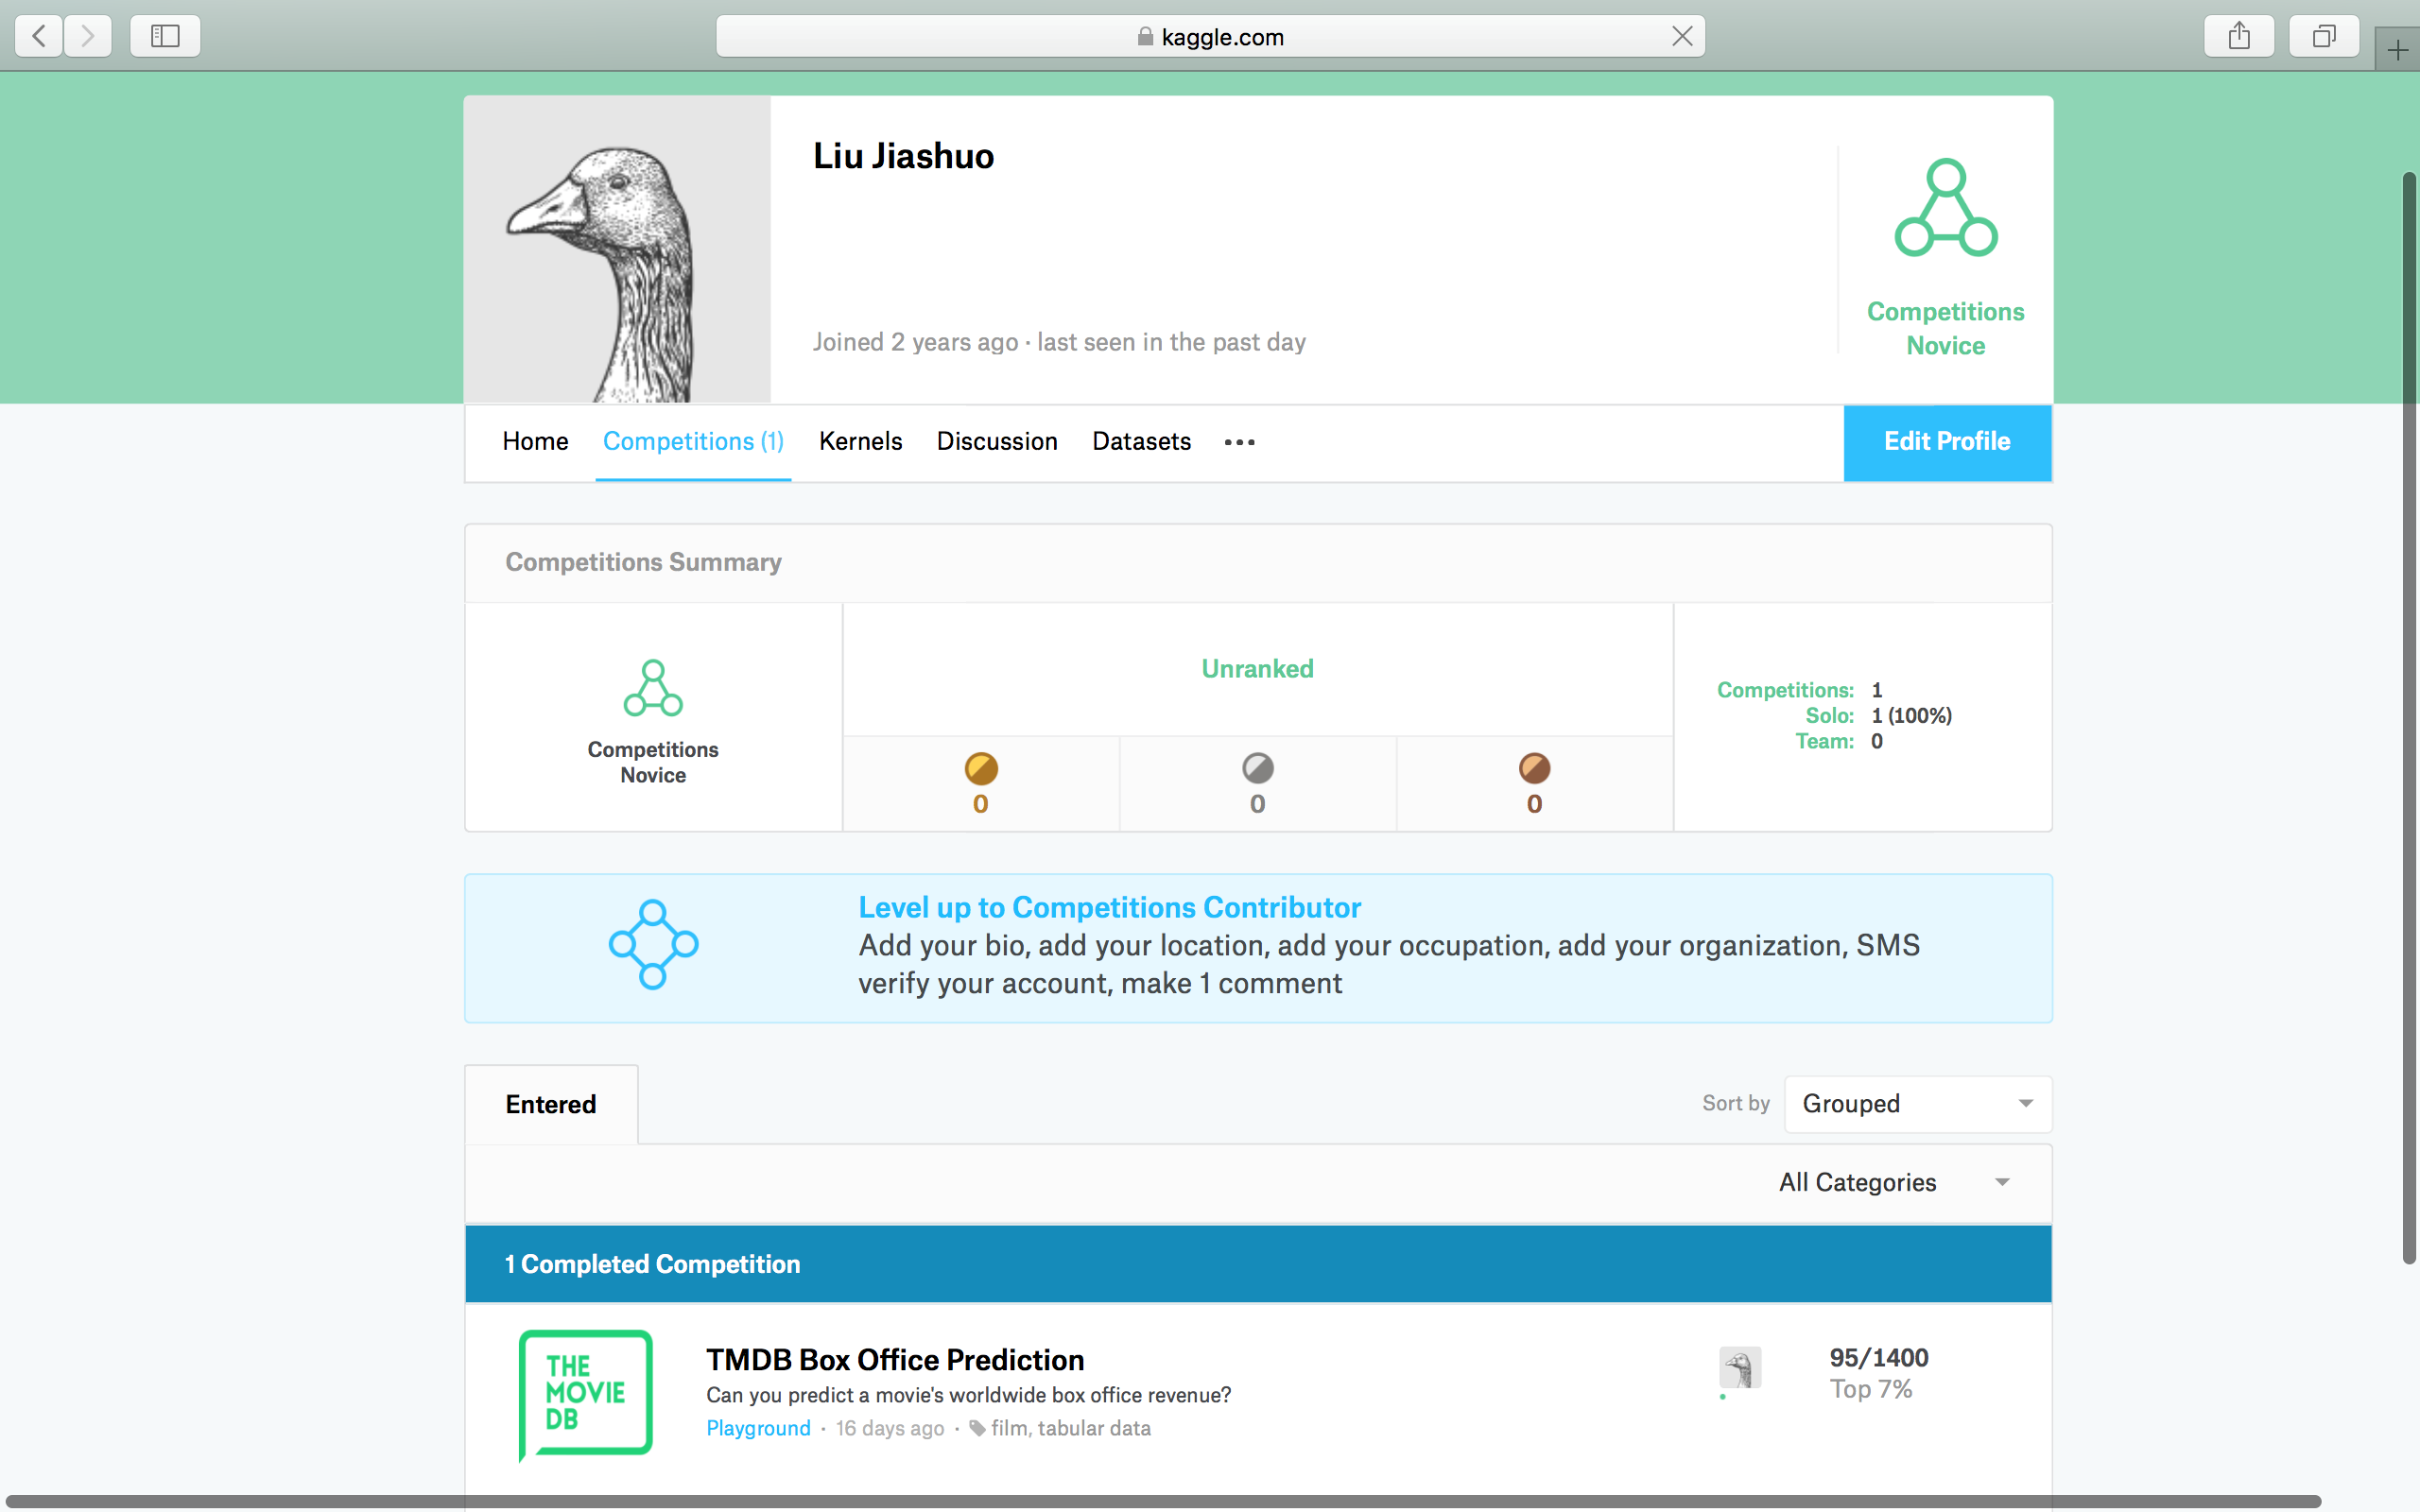 kaggle.com
Liu Jiashuo
Joined 2 years ago · last seen in the past day
Competitions
Novice
Home Competitions (1) Kernels Discussion Datasets •••
Edit Profile
Competitions Summary
Competitions
Novice
Unranked
0 0 0
Competitions: 1
Solo: 1 (100%)
Team: 0
Level up to Competitions Contributor
Add your bio, add your location, add your occupation, add your organization, SMS
verify your account, make 1 comment
Entered
Sort by Grouped
All Categories
1 Completed Competition
THE
MOVIE
DB
TMDB Box Office Prediction
Can you predict a movie's worldwide box office revenue?
Playground · 16 days ago · film, tabular data
95/1400
Top 7%